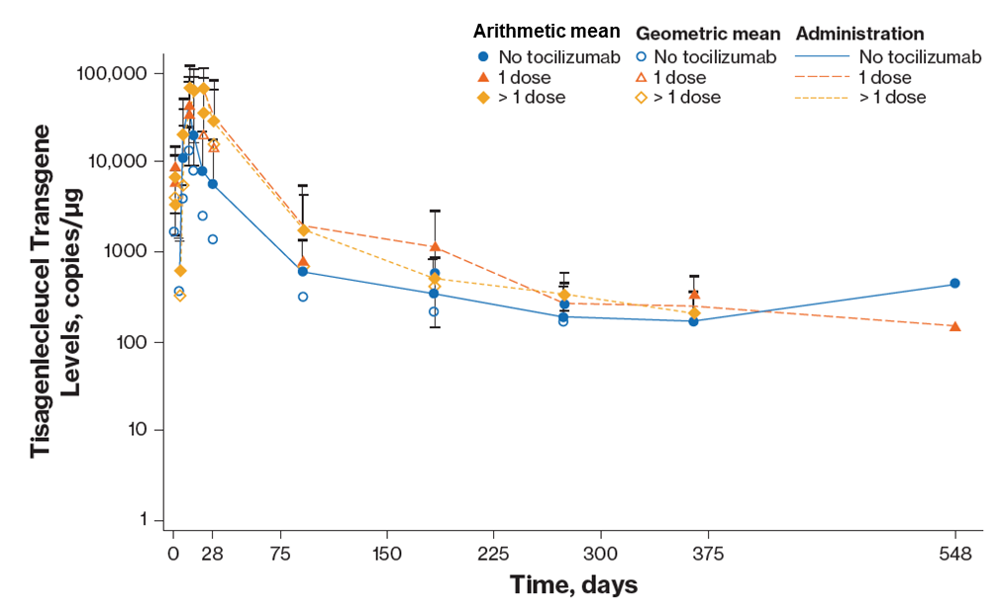 Arithmetic mean Geometric mean Administration
No tocilizumab No tocilizumab No tocilizumab
1 dose 1 dose 1 dose
> 1 dose > 1 dose > 1 dose
Tisagenlecleucel Transgene
Levels, copies/µg
100,000
10,000
1000
100
10
1
0 28 75 150 225 300 375 548
Time, days